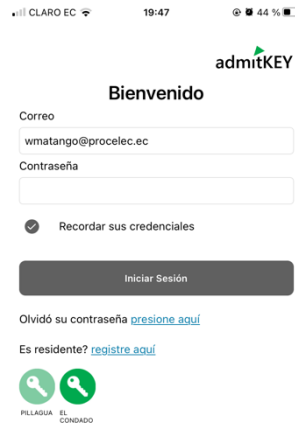 CLARO EC 19:47 44 %
admitKEY
Bienvenido
Correo
wmatango@procelec.ec
Contraseña
Recordar sus credenciales
Iniciar Sesión
Olvidó su contraseña presione aquí
Es residente? registre aquí
PILLAGUA EL CONDADO